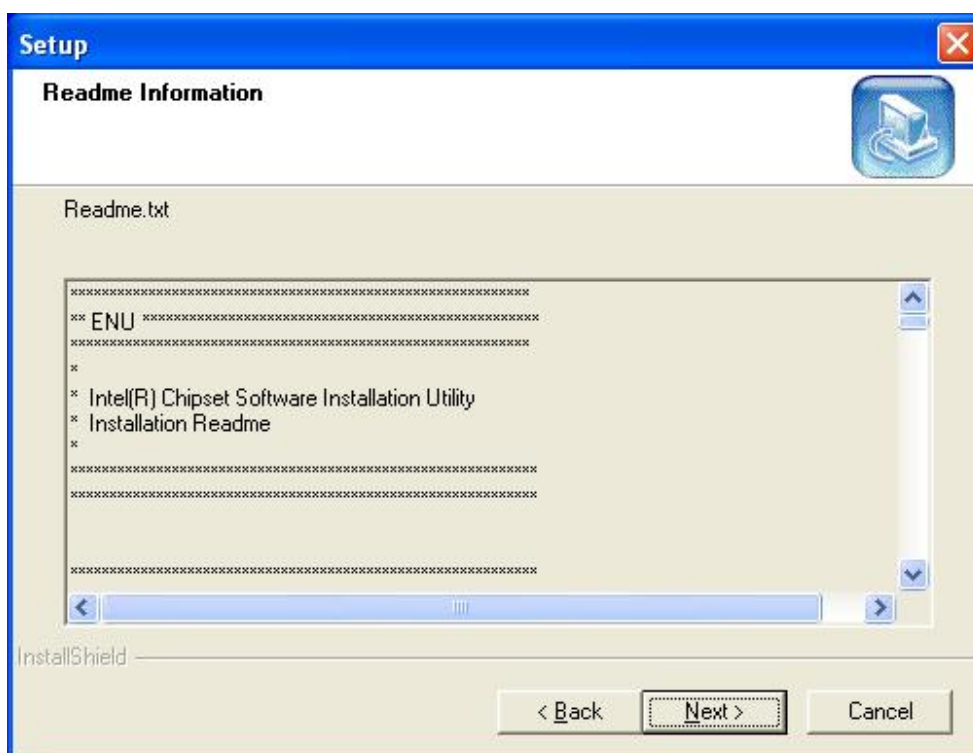 Setup
Readme Information
Readme.txt
************************************************************
** ENU ****************************************************
************************************************************
*
* Intel(R) Chipset Software Installation Utility
* Installation Readme
*
*************************************************************
*************************************************************
*************************************************************
InstallShield
< Back
Next >
Cancel